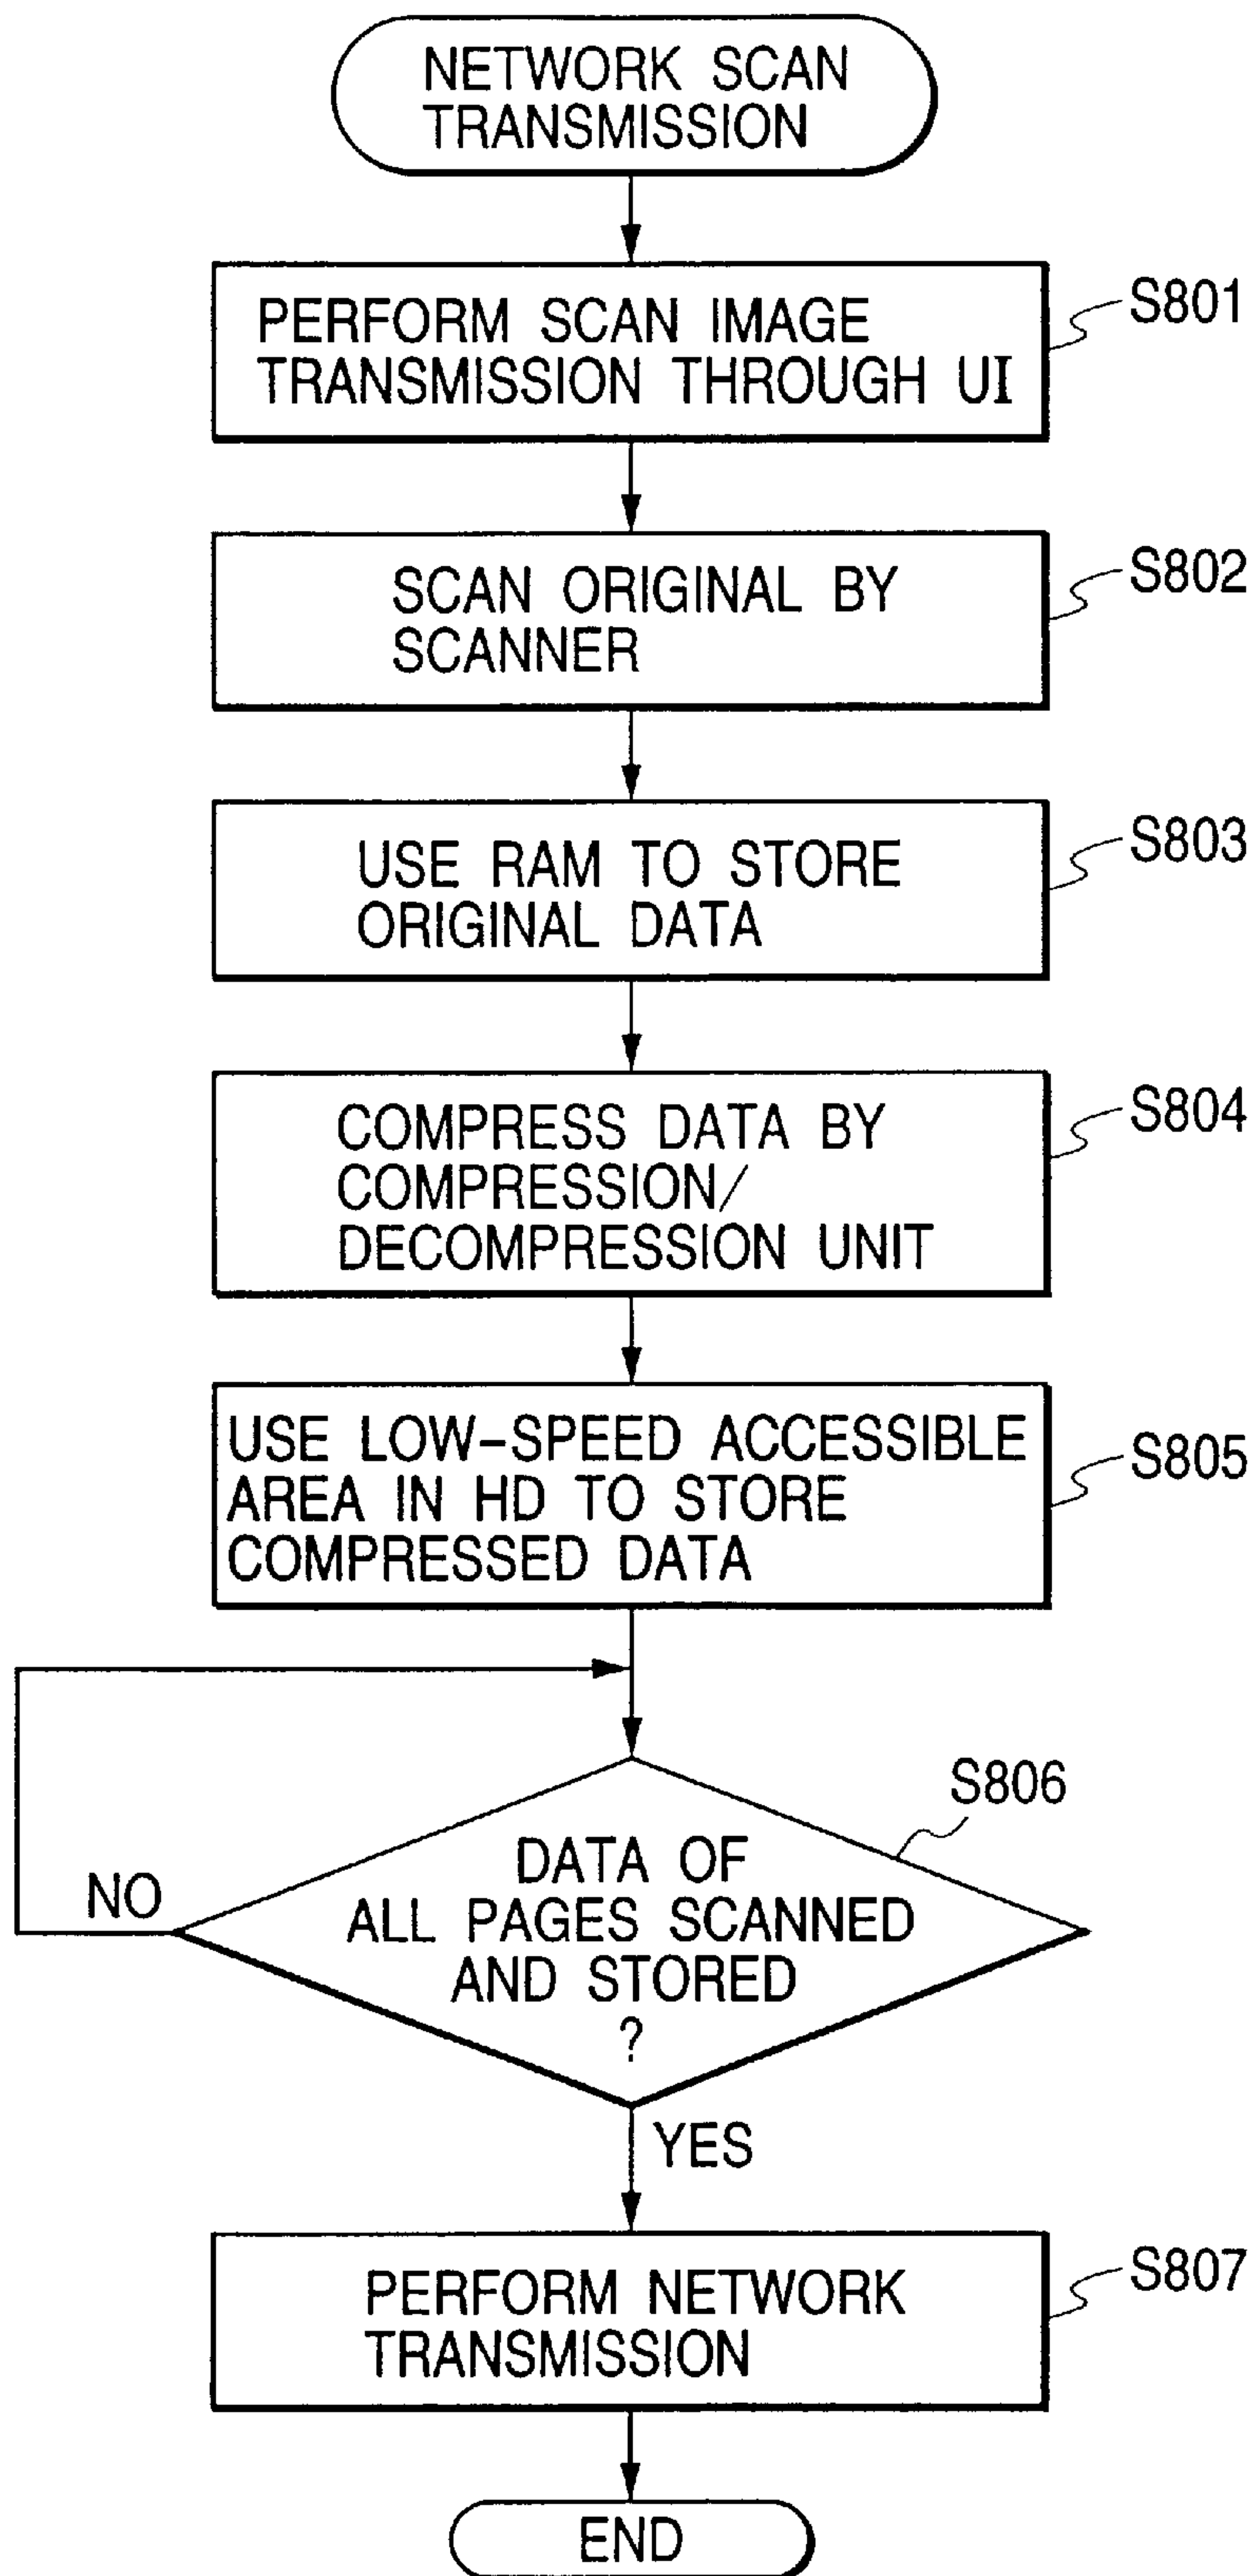 NETWORK SCAN
TRANSMISSION
PERFORM SCAN IMAGE
TRANSMISSION THROUGH UI
S801
SCAN ORIGINAL BY
SCANNER
S802
USE RAM TO STORE
ORIGINAL DATA
S803
COMPRESS DATA BY
COMPRESSION/
DECOMPRESSION UNIT
S804
USE LOW-SPEED ACCESSIBLE
AREA IN HD TO STORE
COMPRESSED DATA
S805
S806
DATA OF
ALL PAGES SCANNED
AND STORED
?
NO
YES
PERFORM NETWORK
TRANSMISSION
S807
END